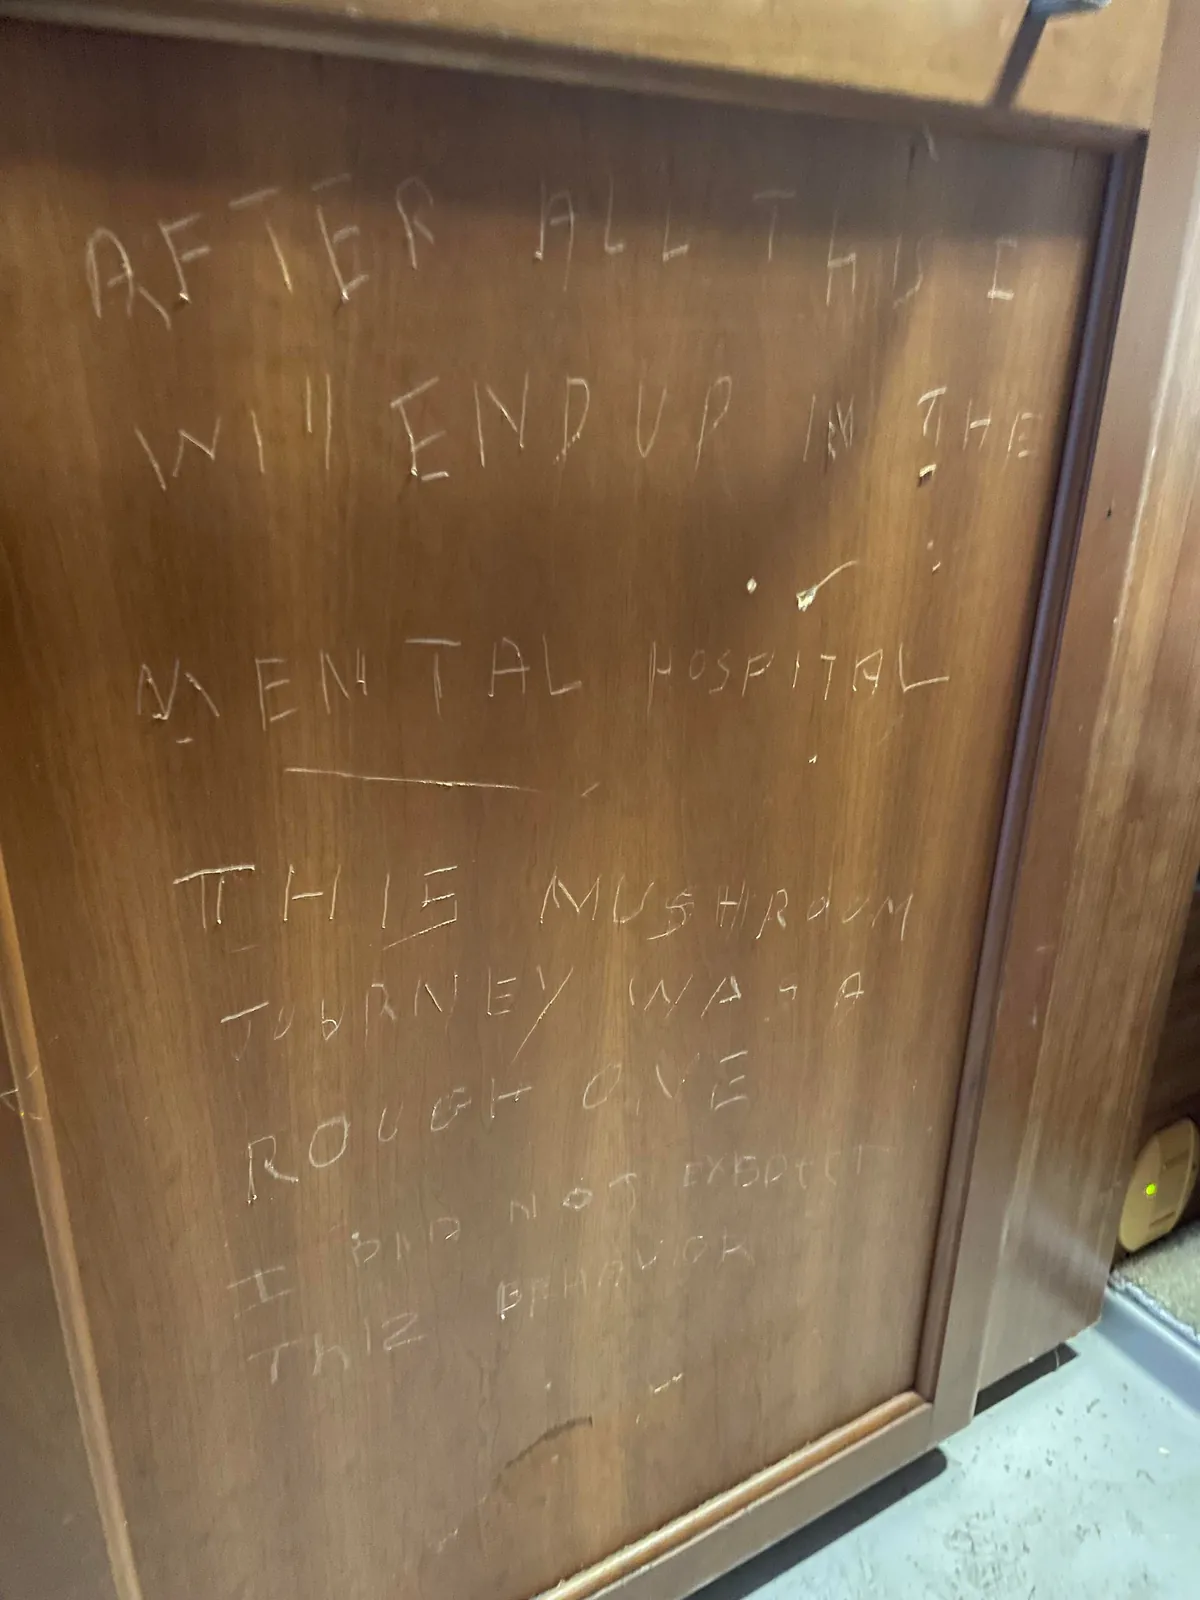 AFTER ALL THIS I
WIll END UP IN THE
MENTAL HOSPITAL
THIS MUSHROOM
JOURNEY WAS A
ROUGH ONE
I DID NOT EXPECT
THIS BEHAVIOR